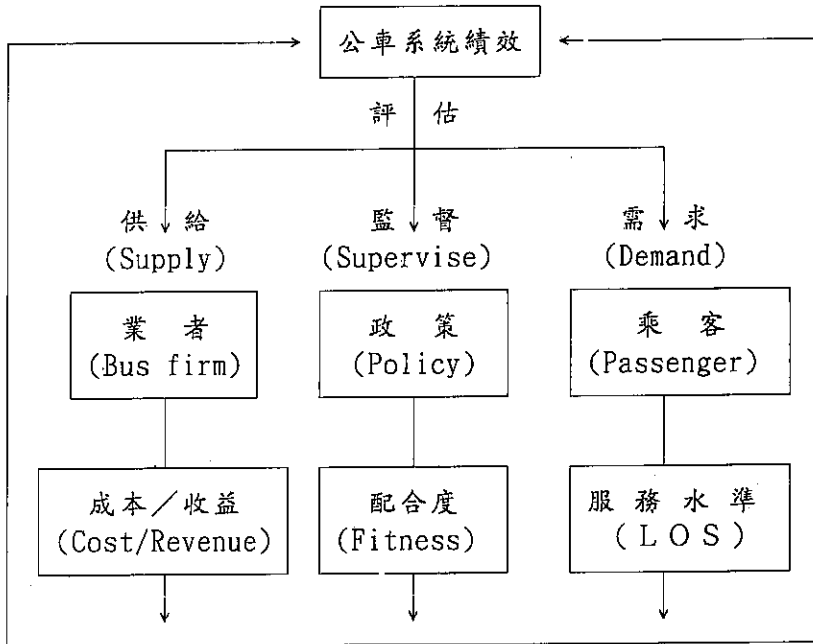 公車系統績效
評 估
供 給
(Supply)
監 督
(Supervise)
需 求
(Demand)
業 者
(Bus firm)
政 策
(Policy)
乘 客
(Passenger)
成本／收益
(Cost/Revenue)
配合度
(Fitness)
服務水準
(ＬＯＳ)